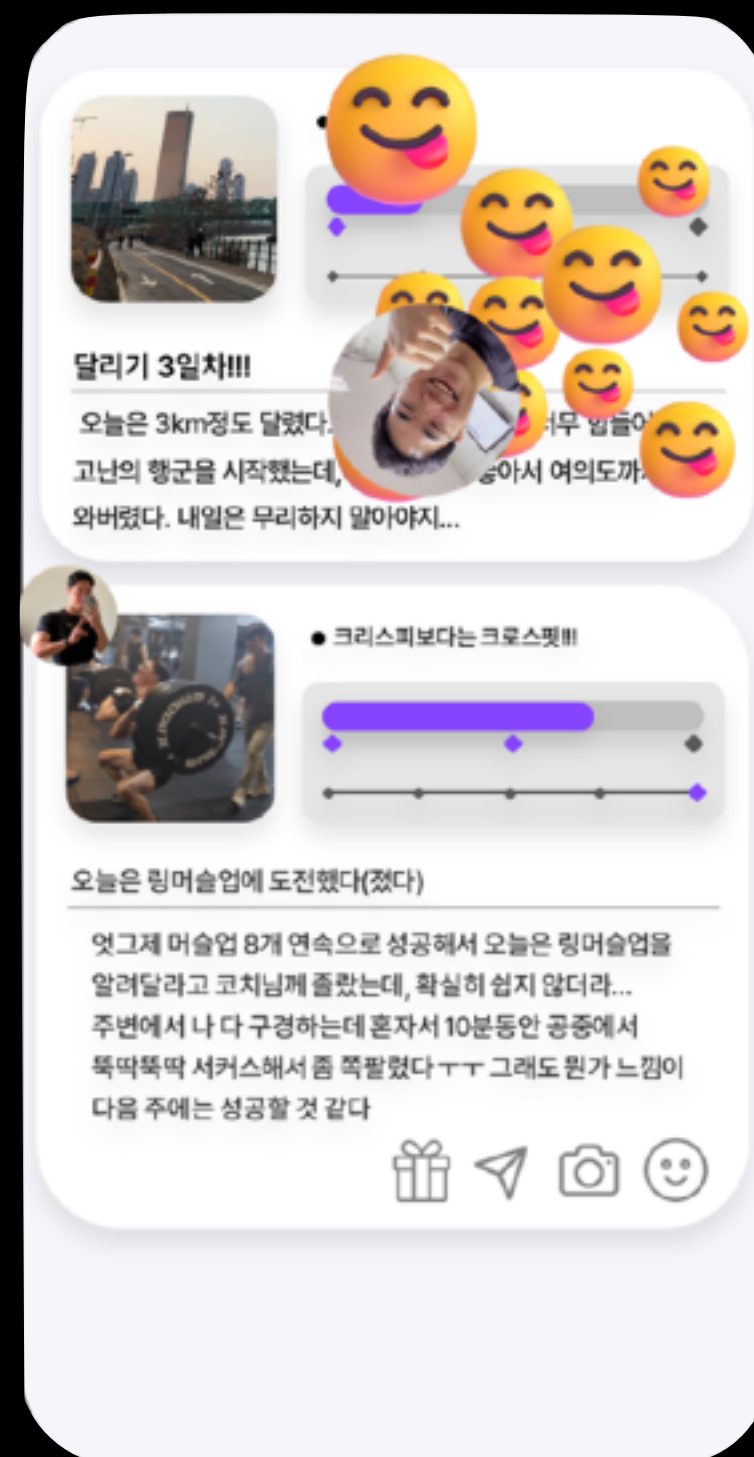 달리기 3일차!!!
오늘은 3km정도 달렸다.
고난의 행군을 시작했는데, 여의도까
와버렸다. 내일은 무리하지 말아야지...
● 크리스피보다는 크로스핏!!!
오늘은 링머슬업에 도전했다(졌다)
엇그제 머슬업 8개 연속으로 성공해서 오늘은 링머슬업을
알려달라고 코치님께 졸랐는데, 확실히 쉽지 않더라...
주변에서 나 다 구경하는데 혼자서 10분동안 공중에서
뚝딱뚝딱 서커스해서 좀 쪽팔렸다ㅜㅜ 그래도 뭔가 느낌이
다음 주에는 성공할 것 같다